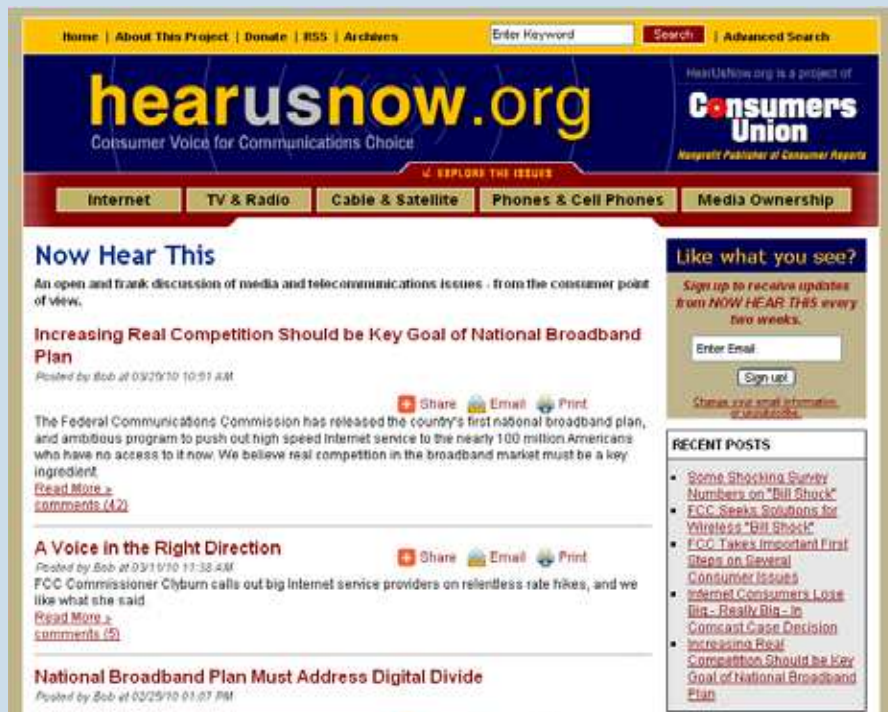 Home | About This Project | Donate | RSS | Archives
Enter Keyword
Search
| Advanced Search
hearusnow.org
Consumer Voice for Communications Choice
HearUsNow.org is a project of
Consumers
Union
Nonprofit Publisher of Consumer Reports
EXPLORE THE ISSUES
Internet
TV & Radio
Cable & Satellite
Phones & Cell Phones
Media Ownership
Now Hear This
An open and frank discussion of media and telecommunications issues - from the consumer point
of view.
Increasing Real Competition Should be Key Goal of National Broadband
Plan
Posted by Bob at 03/29/10 10:51 AM
Share Email Print
The Federal Communications Commission has released the country's first national broadband plan,
and ambitious program to push out high speed Internet service to the nearly 100 million Americans
who have no access to it now. We believe real competition in the broadband market must be a key
ingredient
Read More »
comments (42)
A Voice in the Right Direction
Share Email Print
Posted by Bob at 11:38 AM
FCC Commissioner Clyburn calls out big Internet service providers on relentless rate hikes, and we
like what she said
Read More »
comments (5)
National Broadband Plan Must Address Digital Divide
Posted by Bob at 01:07 PM
Like what you see?
Sign up to receive updates
from NOW HEAR THIS every
two weeks.
Enter Email
Sign up!
Change your email information,
or unsubscribe.
RECENT POSTS
Some Shocking Survey
Numbers on "Bill Shock"
FCC Seeks Solutions for
Wireless "Bill Shock"
FCC Takes Important First
Steps on Several
Consumer Issues
Internet Consumers Lose
Big - Really Big - In
Comcast Case Decision
Increasing Real
Competition Should be Key
Goal of National Broadband
Plan